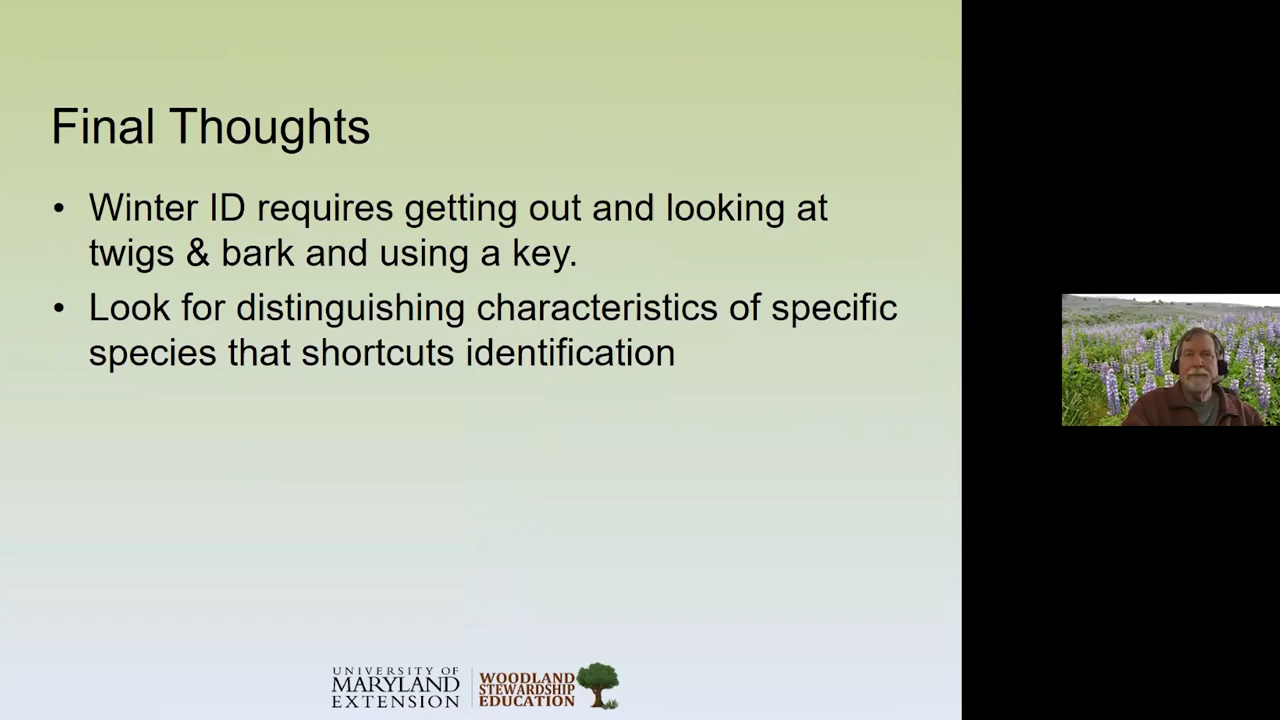 Final Thoughts
• Winter ID requires getting out and looking at
twigs & bark and using a key.
• Look for distinguishing characteristics of specific
species that shortcuts identification
UNIVERSITY OF
MARYLAND
EXTENSION
WOODLAND
STEWARDSHIP
EDUCATION